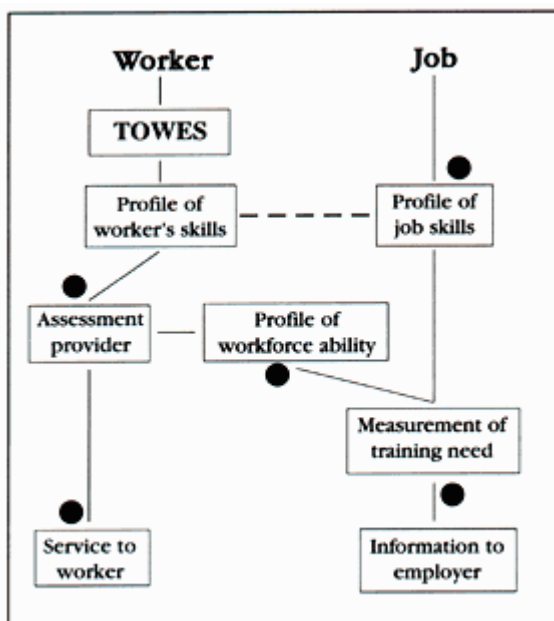 Worker
Job
TOWES
Profile of
worker's skills
Profile of
job skills
Assessment
provider
Profile of
workforce ability
Measurement of
training need
Service to
worker
Information to
employer